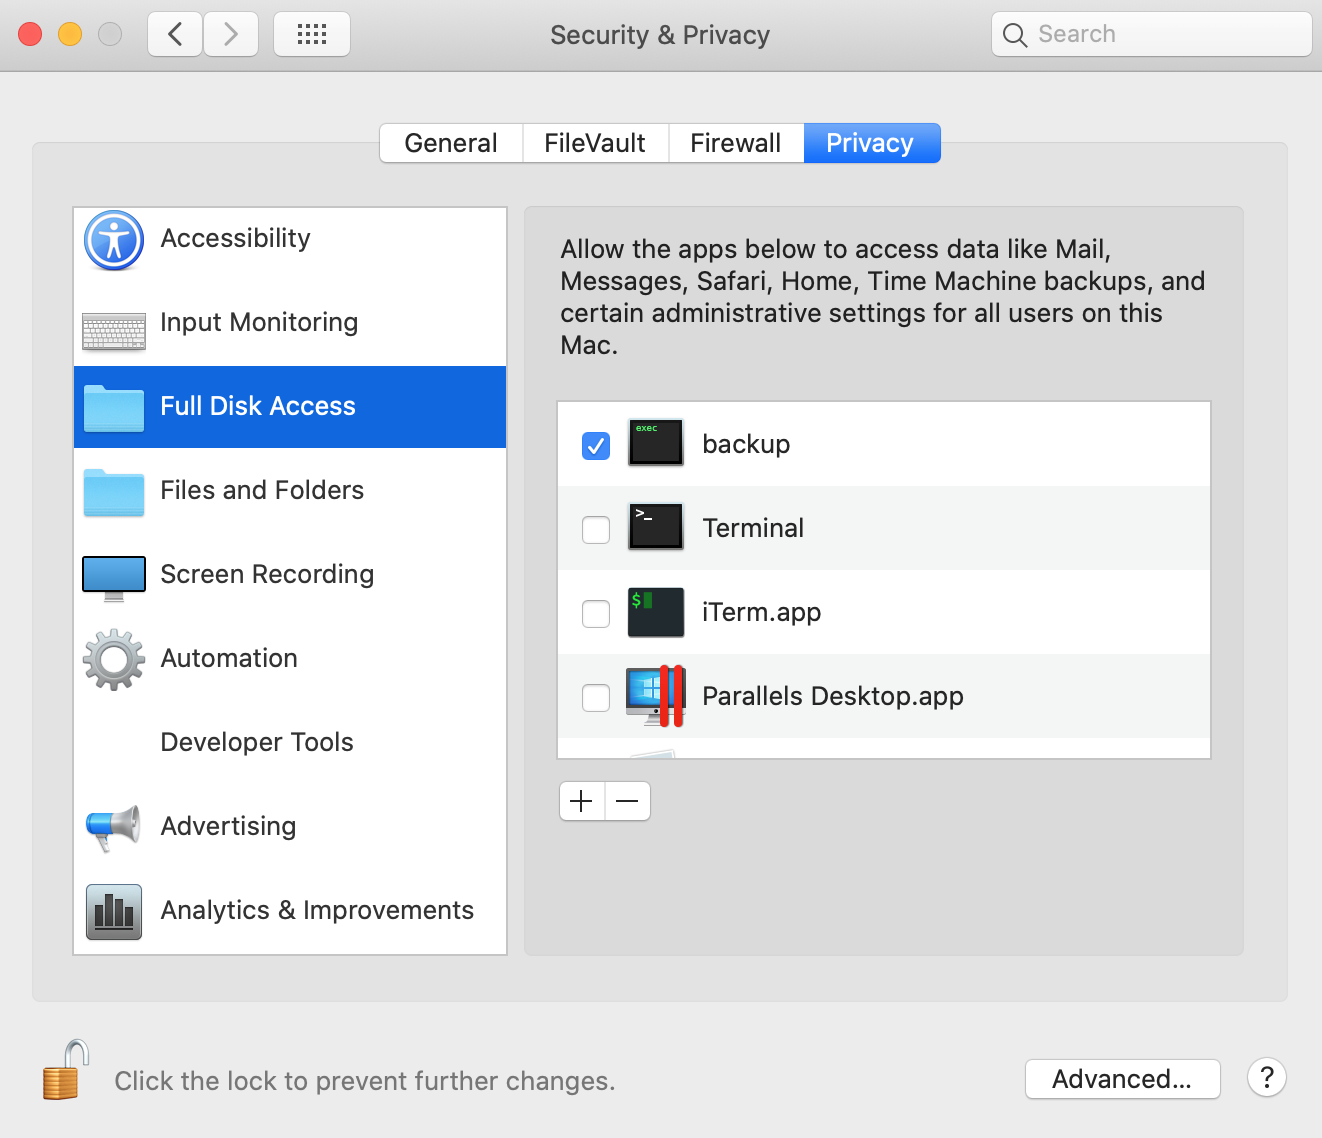 Security & Privacy
Search
General
FileVault
Firewall
Privacy
Accessibility
Input Monitoring
Full Disk Access
Files and Folders
Screen Recording
Automation
Developer Tools
Advertising
Analytics & Improvements
Allow the apps below to access data like Mail,
Messages, Safari, Home, Time Machine backups, and
certain administrative settings for all users on this
Mac.
exec
backup
>_
Terminal
$
iTerm.app
Parallels Desktop.app
Click the lock to prevent further changes.
Advanced...
?